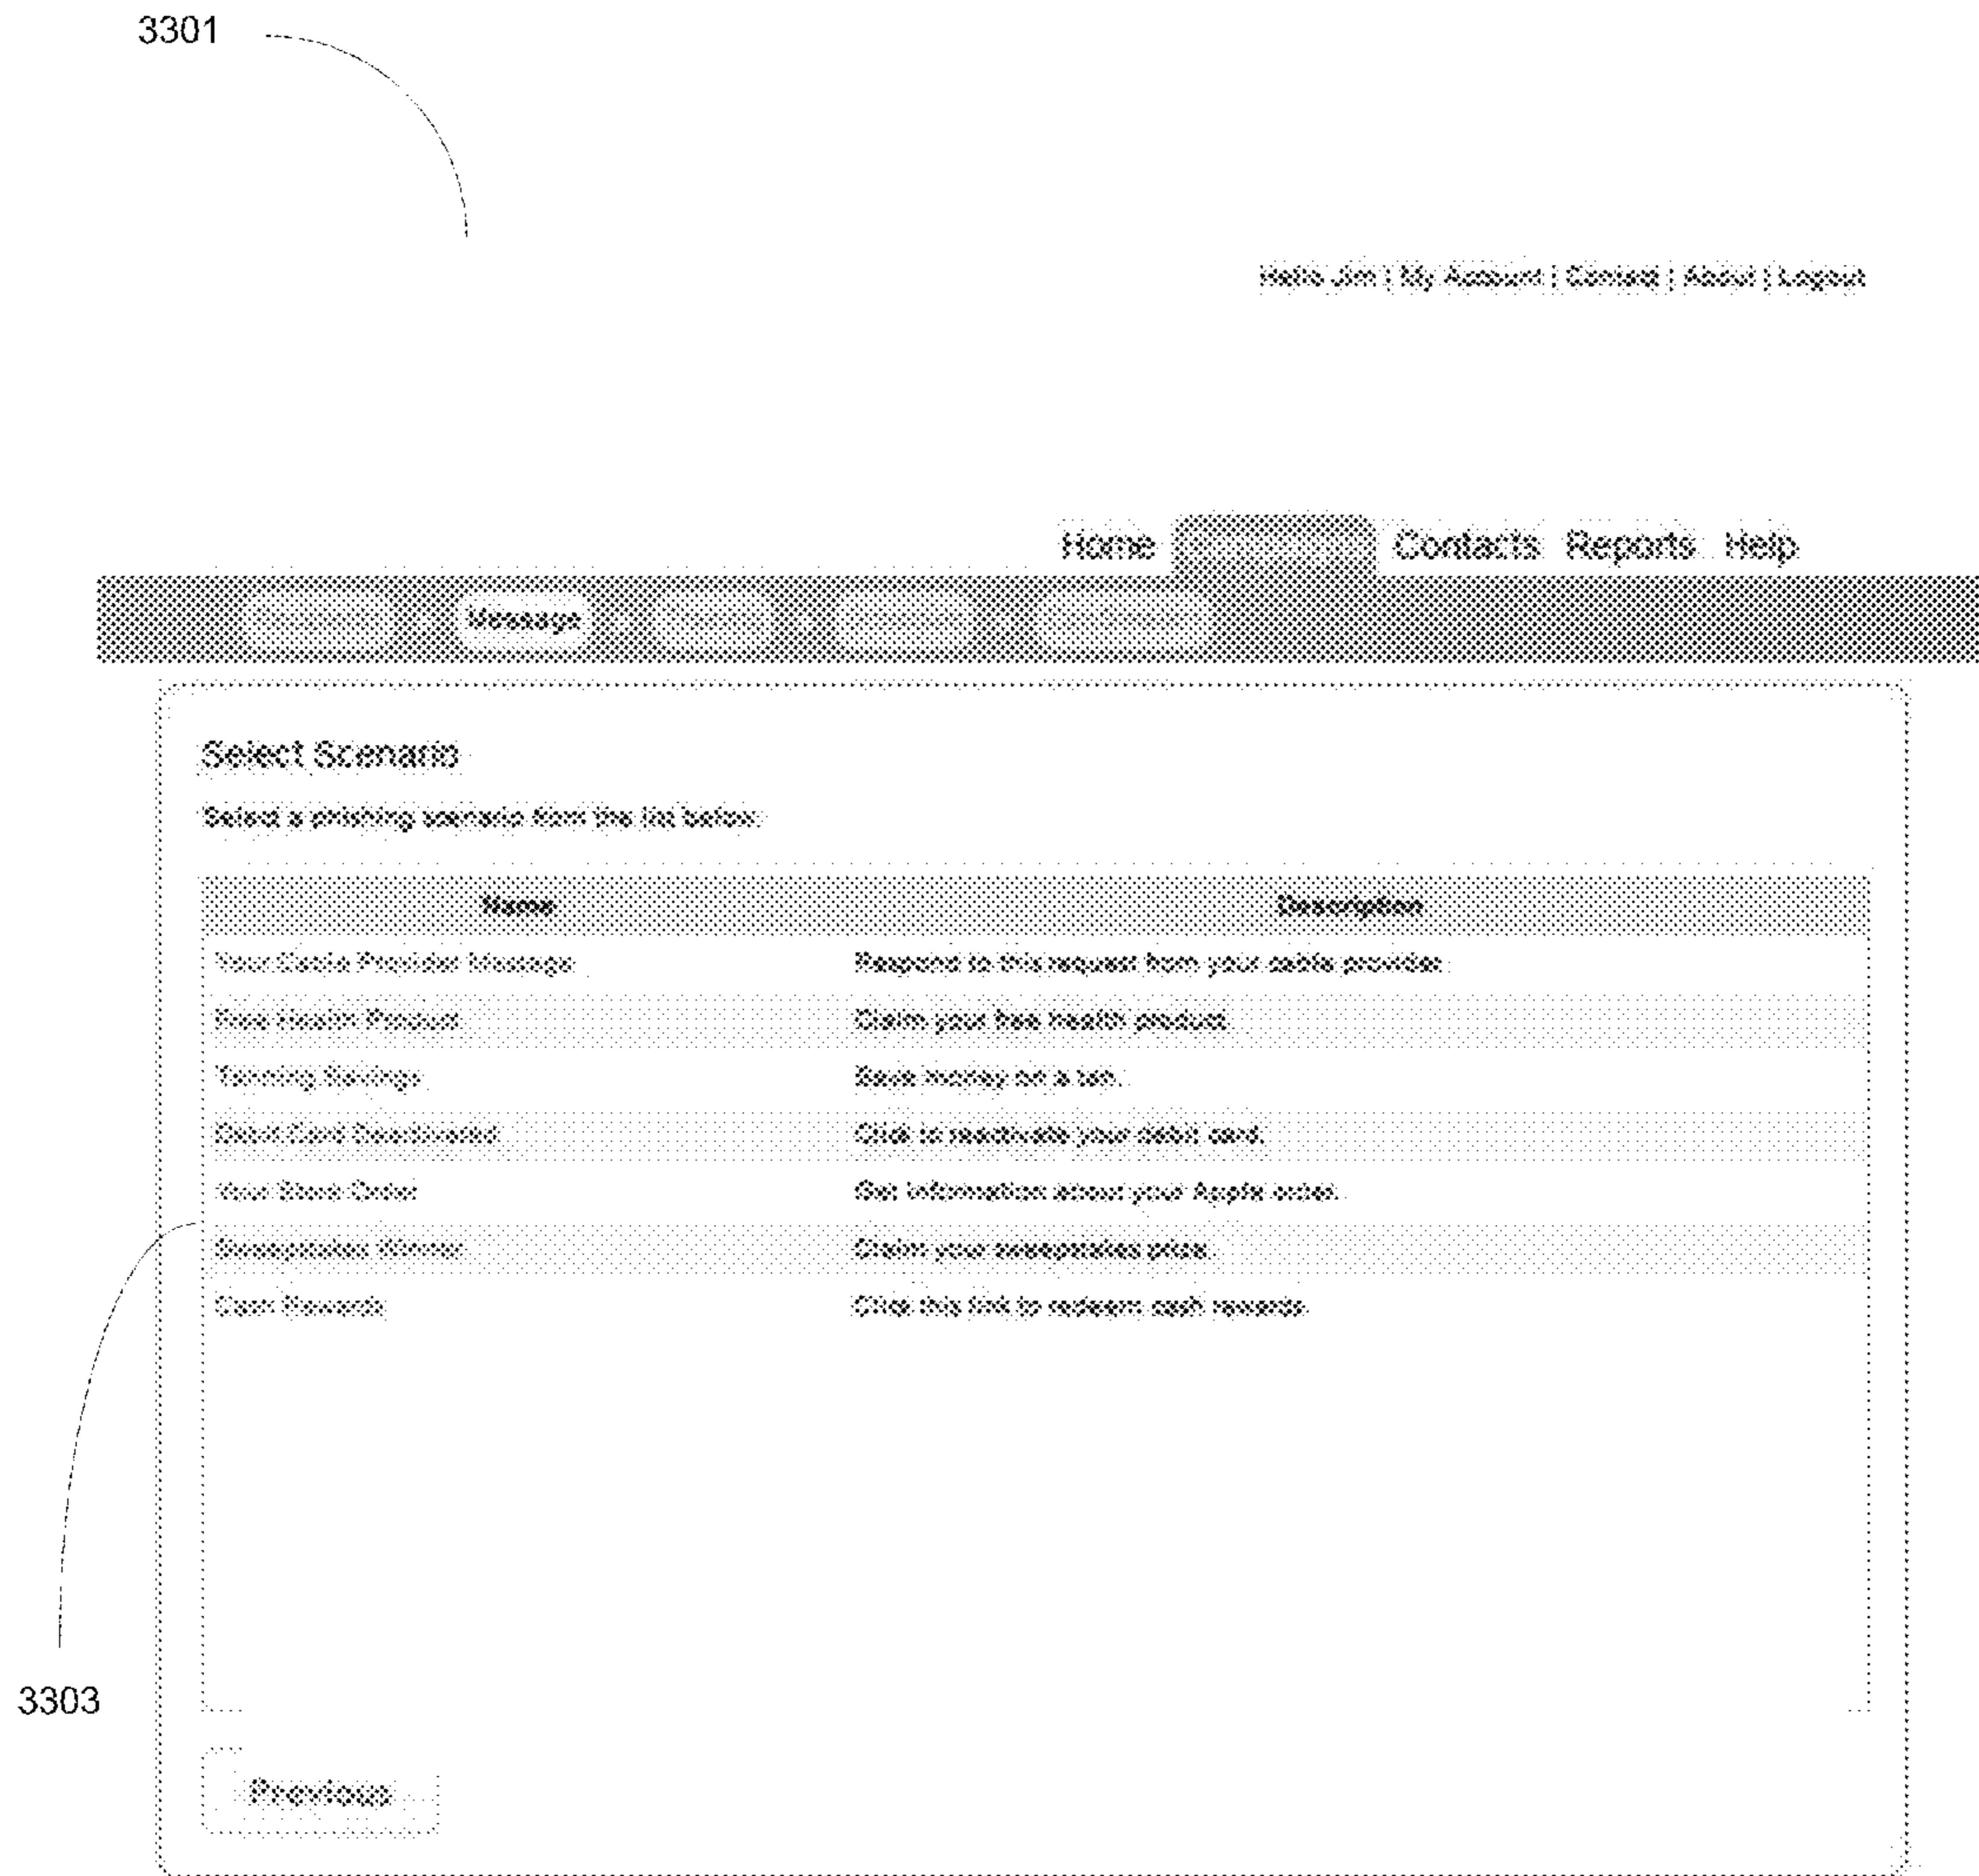 3301
Hello Jim | My Account | Contact | About | Logout
Home Contacts Reports Help
Message
Select Scenario
Select a phishing scenario from the list below.
Name Description
Your Cable Provider Message Respond to this request from your cable provider
Free Health Product Claim your free health product
Tanning Savings Save money on a tan.
Debit Card Deactivated Click to reactivate your debit card.
Your Store Order Get information about your Apple order.
Sweepstakes Winner Claim your sweepstakes prize.
Cash Rewards Click this link to redeem cash rewards.
3303
Previous